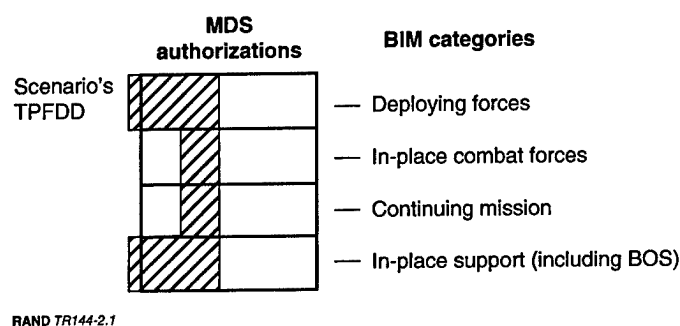 MDS
authorizations
BIM categories
Scenario's
TPFDD
— Deploying forces
— In-place combat forces
— Continuing mission
— In-place support (including BOS)
RAND TR144-2.1